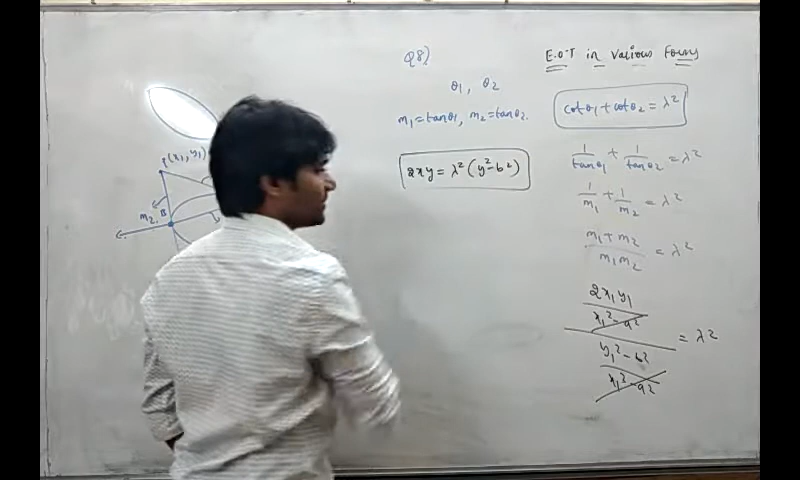 Q8)
θ1, θ2
m1=tanθ1, m2=tanθ2.
2xy = λ²(y²-b²)
P(x1,y1)
m2 B
E.O.T in Various Forms
cotθ1 + cotθ2 = λ²
1/tanθ1 + 1/tanθ2 = λ²
1/m1 + 1/m2 = λ²
m1+m2 / m1m2 = λ²
2x1y1
x1²-a²
= λ²
y1²-b²
x1²-a²